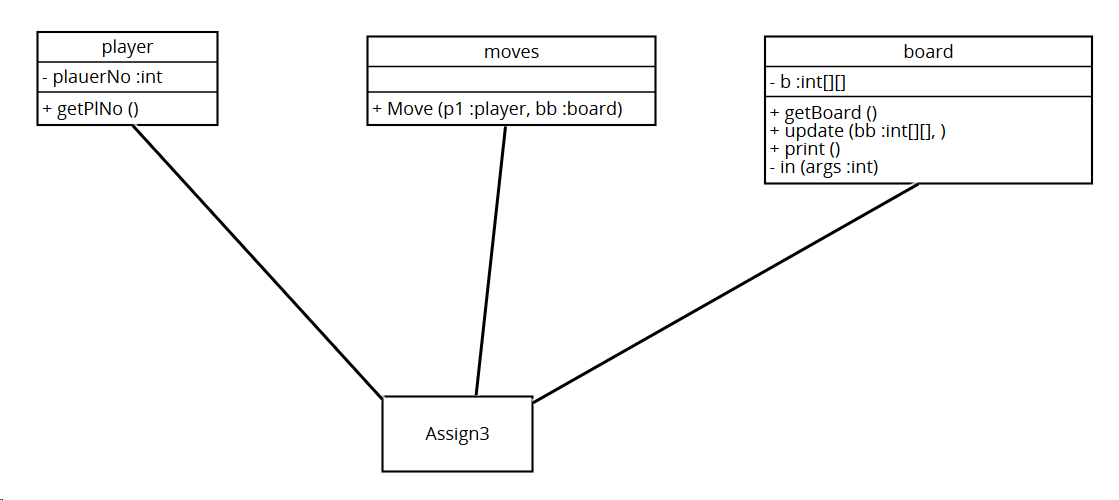 player
- plauerNo :int
+ getPlNo ()
moves
+ Move (p1 :player, bb :board)
board
- b :int[][]
+ getBoard ()
+ update (bb :int[][], )
+ print ()
- in (args :int)
Assign3